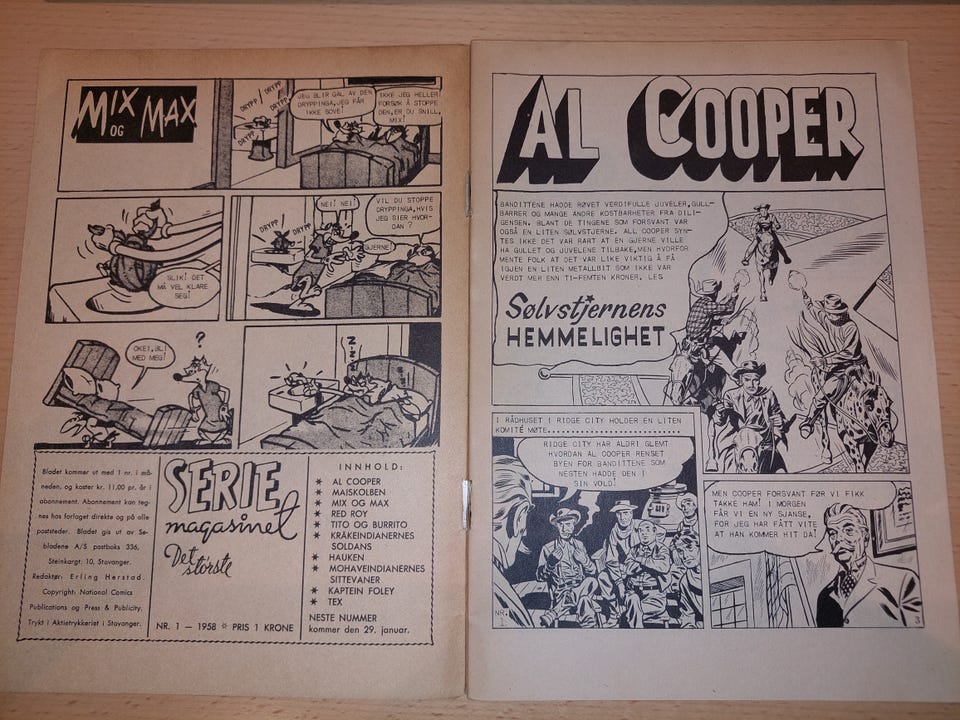 MIX
OG
MAX
DRYPP!
DRYPP!
DRYPP!
DRYPP!
JEG BLIR GAL AV DEN
DRYPPINGA, JEG FÅR
IKKE SOVE!
IKKE JEG HELLER
FORSØK Å STOPPE
DEN, ER DU SNILL,
MIX!
SLIK! DET
MÅ VEL KLARE
SEG!
DRYPP!
NEI! NEI!
VIL DU STOPPE
DRYPPINGA, HVIS
JEG SIER HVOR-
DAN ?
GJERNE!
OKEI, BLI
MED MEG!
?
Z-Z-Z
Bladet kommer ut med 1 nr. i må-
neden, og koster kr. 11,00 pr. år i
abonnement. Abonnement kan teg-
nes hos forlaget direkte og på alle
poststeder. Bladet gis ut av Se-
bladene A/S postboks 336,
Steinkargt. 10, Stavanger.
Redaktør: Erling Herstad.
Copyright: National Comics
Publications og Press & Publicity.
Trykt i Aktietrykkeriet i Stavanger.
SERIE
magasinet
Det
største
NR. 1 — 1958 * PRIS 1 KRONE
INNHOLD:
* AL COOPER
* MAISKOLBEN
* MIX OG MAX
* RED ROY
* TITO OG BURRITO
* KRÅKEINDIANERNES
SOLDANS
* HAUKEN
* MOHAVEINDIANERNES
SITTEVANER
* KAPTEIN FOLEY
* TEX
NESTE NUMMER
kommer den 29. januar.
AL COOPER
BANDITTENE HADDE RØVET VERDIFULLE JUVELER, GULL-
BARRER OG MANGE ANDRE KOSTBARHETER FRA DILI-
GENSEN. BLANT DE TINGENE SOM FORSVANT VAR
OGSÅ EN LITEN SØLVSTJERNE. ALL COOPER SYN-
TES IKKE DET VAR RART AT EN GJERNE VILLE
HA GULLET OG JUVELENE TILBAKE, MEN HVORFOR
MENTE FOLK AT DET VAR LIKE VIKTIG Å FÅ
IGJEN EN LITEN METALLBIT SOM IKKE VAR
VERDT MER ENN TI-FEMTEN KRONER. LES
Sølvstjernens
HEMMELIGHET
I RÅDHUSET I RIDGE CITY HOLDER EN LITEN
KOMITÉ MØTE..............................
RIDGE CITY HAR ALDRI GLEMT
HVORDAN AL COOPER RENSET
BYEN FOR BANDITTENE SOM
NESTEN HADDE DEN I
SIN VOLD!
NR.
1
MEN COOPER FORSVANT FØR VI FIKK
TAKKE HAM! I MORGEN
FÅR VI EN NY SJANSE,
FOR JEG HAR FÅTT VITE
AT HAN KOMMER HIT DA!
3